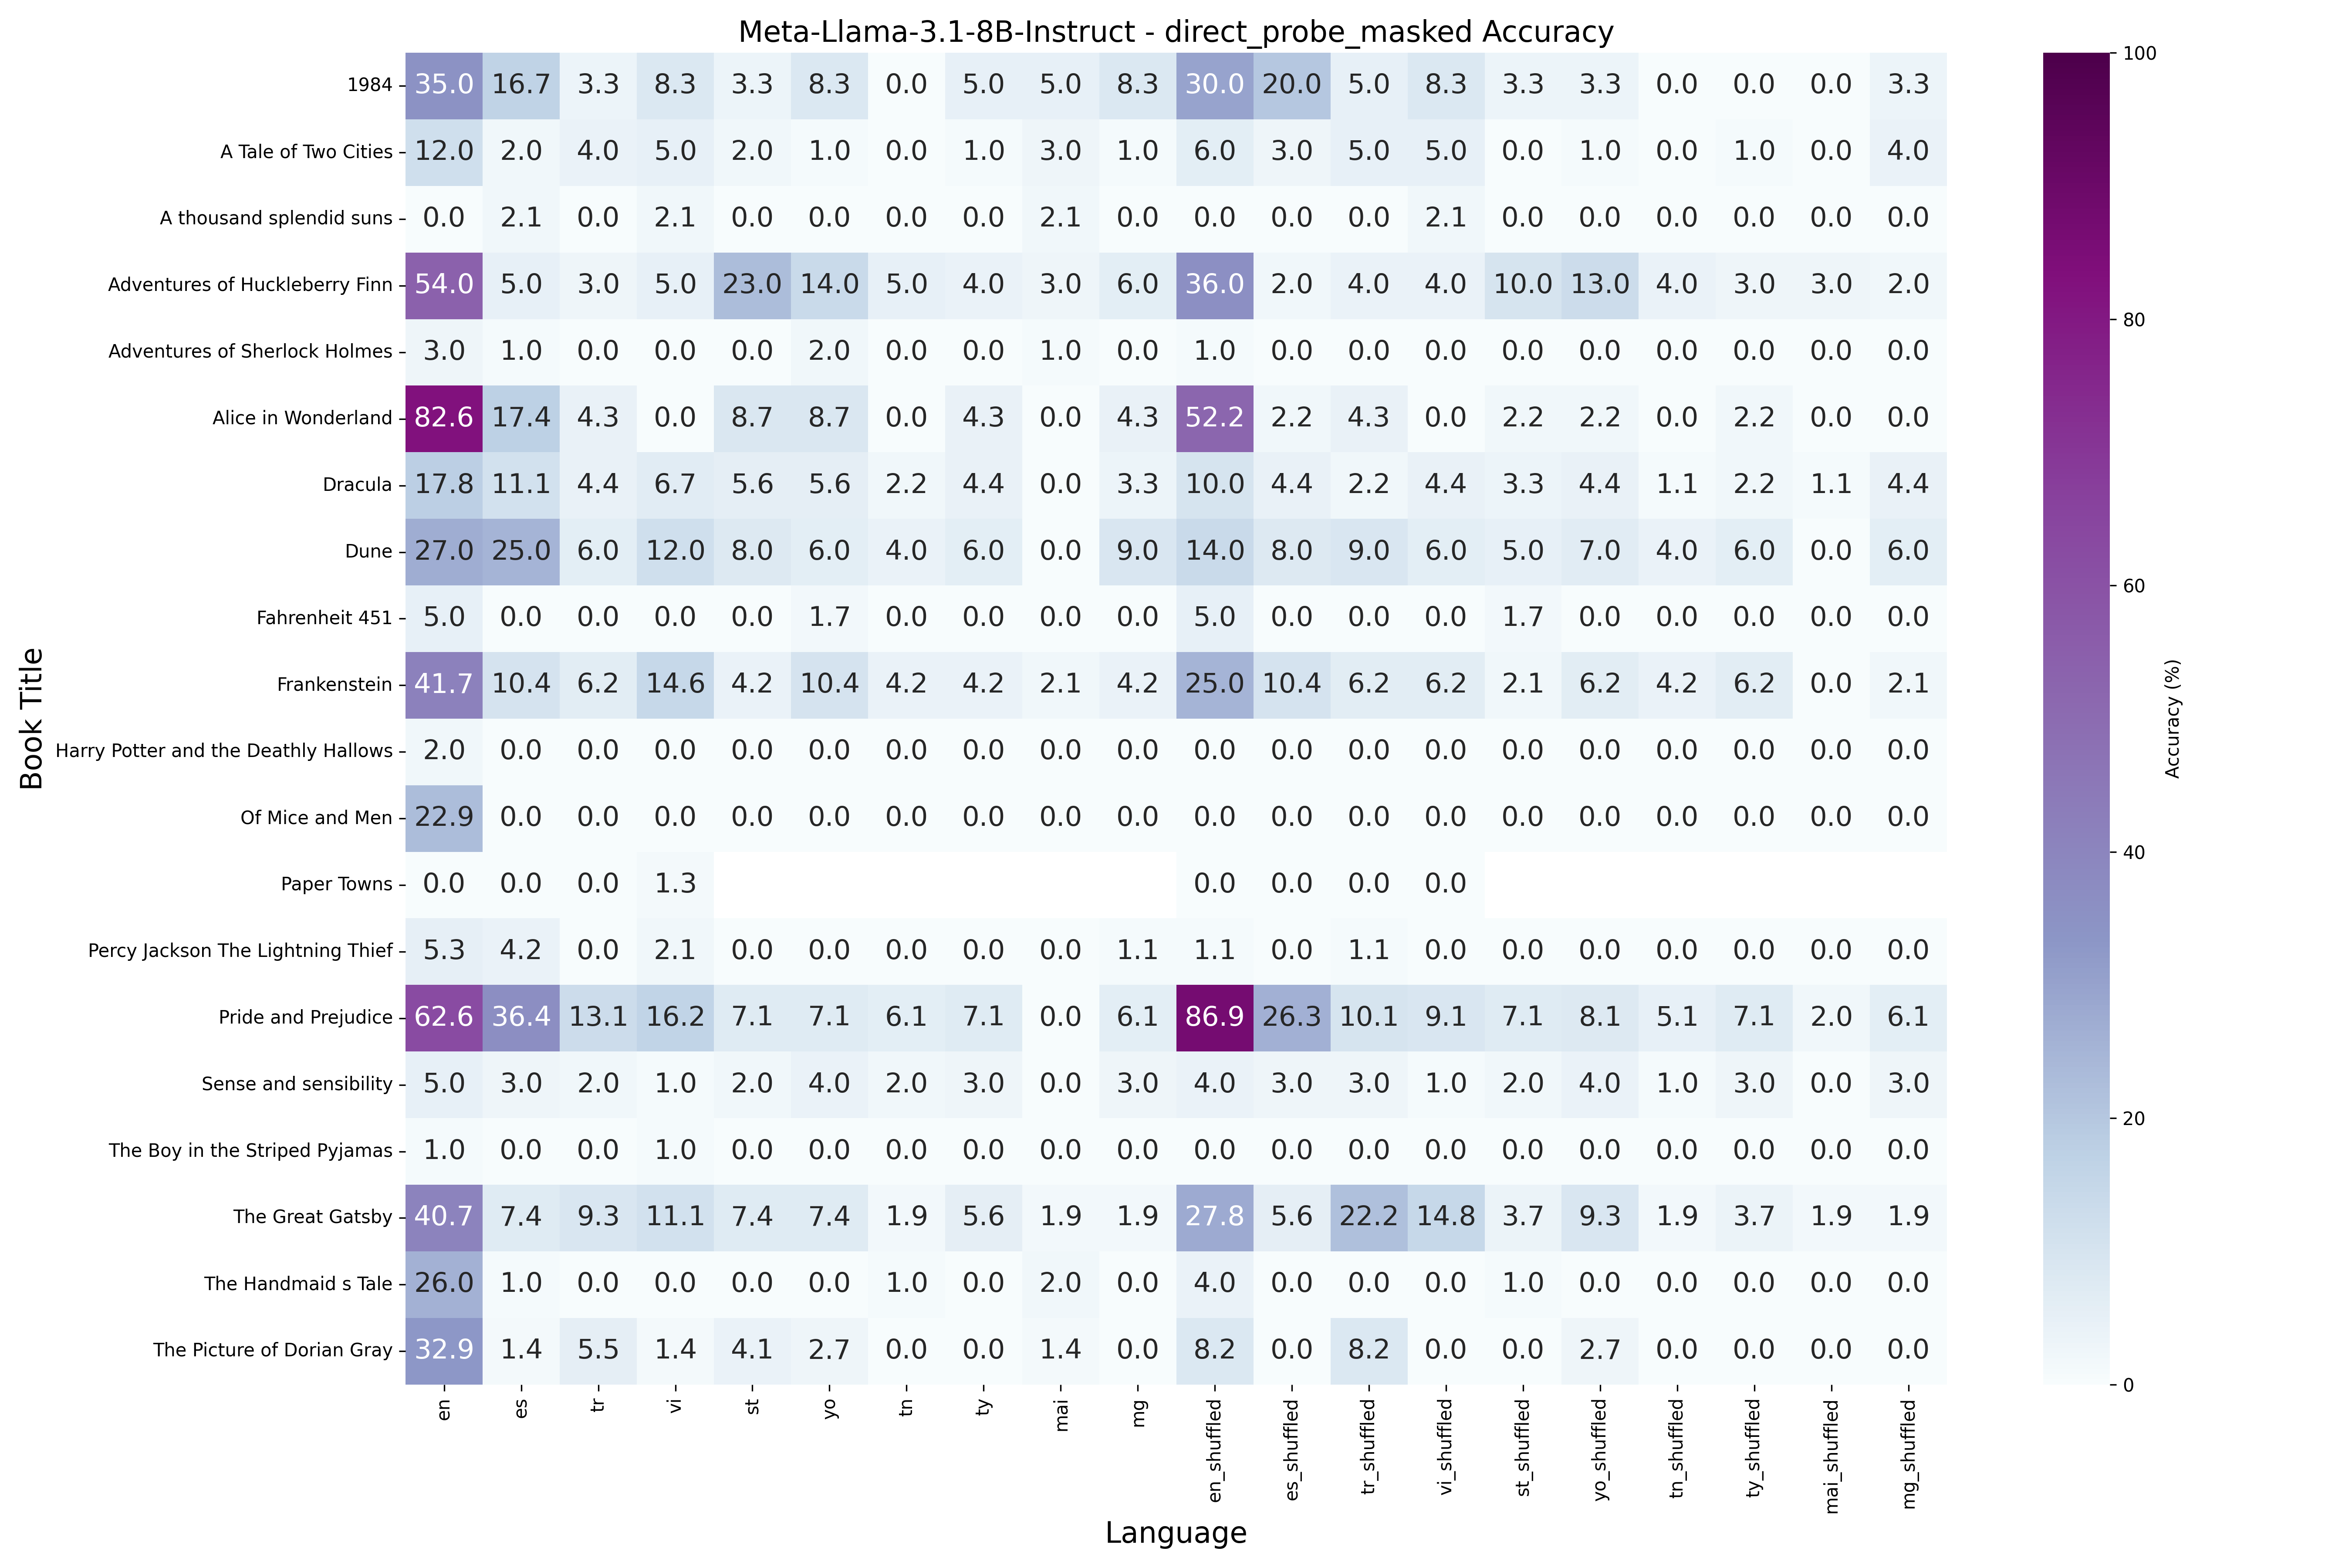 Meta-Llama-3.1-8B-Instruct - direct_probe_masked Accuracy
Book Title
1984 35.0 16.7 3.3 8.3 3.3 8.3 0.0 5.0 5.0 8.3 30.0 20.0 5.0 8.3 3.3 3.3 0.0 0.0 0.0 3.3
A Tale of Two Cities 12.0 2.0 4.0 5.0 2.0 1.0 0.0 1.0 3.0 1.0 6.0 3.0 5.0 5.0 0.0 1.0 0.0 1.0 0.0 4.0
A thousand splendid suns 0.0 2.1 0.0 2.1 0.0 0.0 0.0 0.0 2.1 0.0 0.0 0.0 0.0 2.1 0.0 0.0 0.0 0.0 0.0 0.0
Adventures of Huckleberry Finn 54.0 5.0 3.0 5.0 23.0 14.0 5.0 4.0 3.0 6.0 36.0 2.0 4.0 4.0 10.0 13.0 4.0 3.0 3.0 2.0
Adventures of Sherlock Holmes 3.0 1.0 0.0 0.0 0.0 2.0 0.0 0.0 1.0 0.0 1.0 0.0 0.0 0.0 0.0 0.0 0.0 0.0 0.0 0.0
Alice in Wonderland 82.6 17.4 4.3 0.0 8.7 8.7 0.0 4.3 0.0 4.3 52.2 2.2 4.3 0.0 2.2 2.2 0.0 2.2 0.0 0.0
Dracula 17.8 11.1 4.4 6.7 5.6 5.6 2.2 4.4 0.0 3.3 10.0 4.4 2.2 4.4 3.3 4.4 1.1 2.2 1.1 4.4
Dune 27.0 25.0 6.0 12.0 8.0 6.0 4.0 6.0 0.0 9.0 14.0 8.0 9.0 6.0 5.0 7.0 4.0 6.0 0.0 6.0
Fahrenheit 451 5.0 0.0 0.0 0.0 0.0 1.7 0.0 0.0 0.0 0.0 5.0 0.0 0.0 0.0 1.7 0.0 0.0 0.0 0.0 0.0
Frankenstein 41.7 10.4 6.2 14.6 4.2 10.4 4.2 4.2 2.1 4.2 25.0 10.4 6.2 6.2 2.1 6.2 4.2 6.2 0.0 2.1
Harry Potter and the Deathly Hallows 2.0 0.0 0.0 0.0 0.0 0.0 0.0 0.0 0.0 0.0 0.0 0.0 0.0 0.0 0.0 0.0 0.0 0.0 0.0 0.0
Of Mice and Men 22.9 0.0 0.0 0.0 0.0 0.0 0.0 0.0 0.0 0.0 0.0 0.0 0.0 0.0 0.0 0.0 0.0 0.0 0.0 0.0
Paper Towns 0.0 0.0 0.0 1.3 0.0 0.0 0.0 0.0
Percy Jackson The Lightning Thief 5.3 4.2 0.0 2.1 0.0 0.0 0.0 0.0 0.0 1.1 1.1 0.0 1.1 0.0 0.0 0.0 0.0 0.0 0.0 0.0
Pride and Prejudice 62.6 36.4 13.1 16.2 7.1 7.1 6.1 7.1 0.0 6.1 86.9 26.3 10.1 9.1 7.1 8.1 5.1 7.1 2.0 6.1
Sense and sensibility 5.0 3.0 2.0 1.0 2.0 4.0 2.0 3.0 0.0 3.0 4.0 3.0 3.0 1.0 2.0 4.0 1.0 3.0 0.0 3.0
The Boy in the Striped Pyjamas 1.0 0.0 0.0 1.0 0.0 0.0 0.0 0.0 0.0 0.0 0.0 0.0 0.0 0.0 0.0 0.0 0.0 0.0 0.0 0.0
The Great Gatsby 40.7 7.4 9.3 11.1 7.4 7.4 1.9 5.6 1.9 1.9 27.8 5.6 22.2 14.8 3.7 9.3 1.9 3.7 1.9 1.9
The Handmaid s Tale 26.0 1.0 0.0 0.0 0.0 0.0 1.0 0.0 2.0 0.0 4.0 0.0 0.0 0.0 1.0 0.0 0.0 0.0 0.0 0.0
The Picture of Dorian Gray 32.9 1.4 5.5 1.4 4.1 2.7 0.0 0.0 1.4 0.0 8.2 0.0 8.2 0.0 0.0 2.7 0.0 0.0 0.0 0.0
en es tr vi st yo tn ty mai mg en_shuffled es_shuffled tr_shuffled vi_shuffled st_shuffled yo_shuffled tn_shuffled ty_shuffled mai_shuffled mg_shuffled
Language
100
80
60
40
20
0
Accuracy (%)